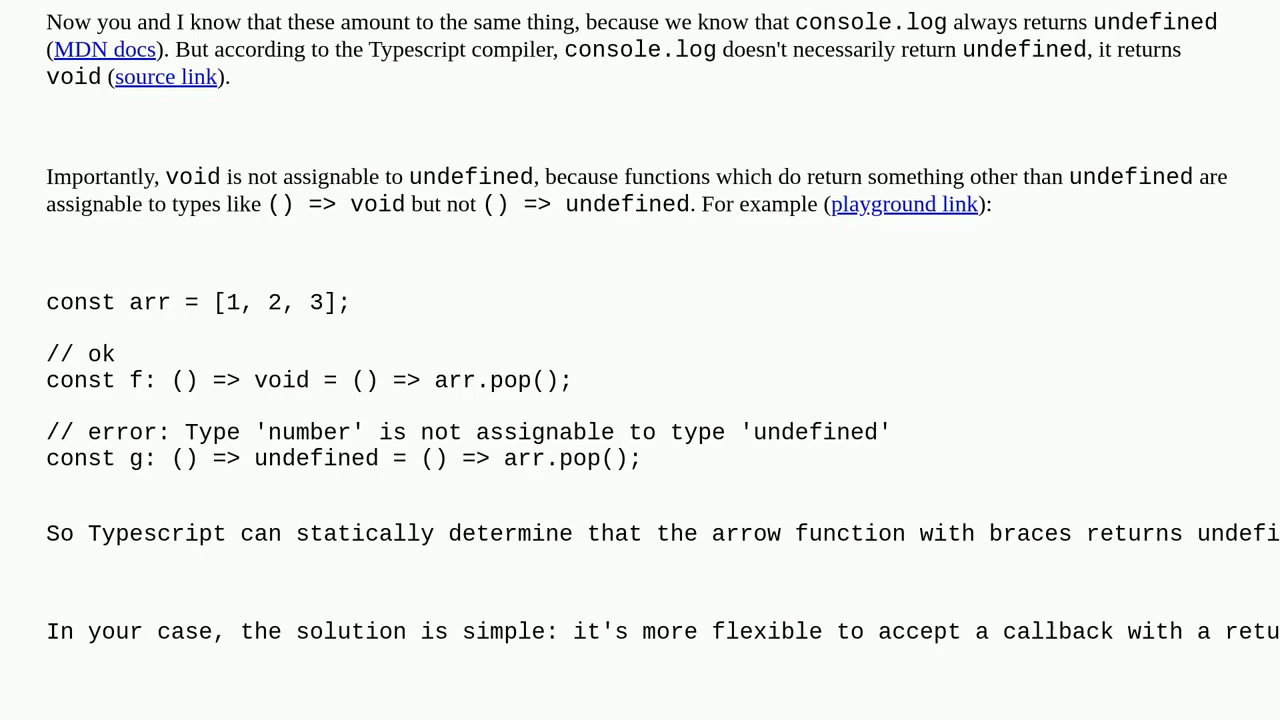 Now you and I know that these amount to the same thing, because we know that console.log always returns undefined
(MDN docs). But according to the Typescript compiler, console.log doesn't necessarily return undefined, it returns
void (source link).
Importantly, void is not assignable to undefined, because functions which do return something other than undefined are
assignable to types like () => void but not () => undefined. For example (playground link):
const arr = [1, 2, 3];
// ok
const f: () => void = () => arr.pop();
// error: Type 'number' is not assignable to type 'undefined'
const g: () => undefined = () => arr.pop();
So Typescript can statically determine that the arrow function with braces returns undefi
In your case, the solution is simple: it's more flexible to accept a callback with a retu